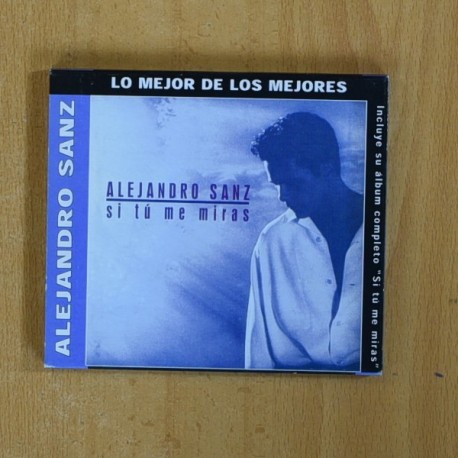 LO MEJOR DE LOS MEJORES
ALEJANDRO SANZ
ALEJANDRO SANZ
si tú me miras
Incluye su álbum completo "Si tú me miras"